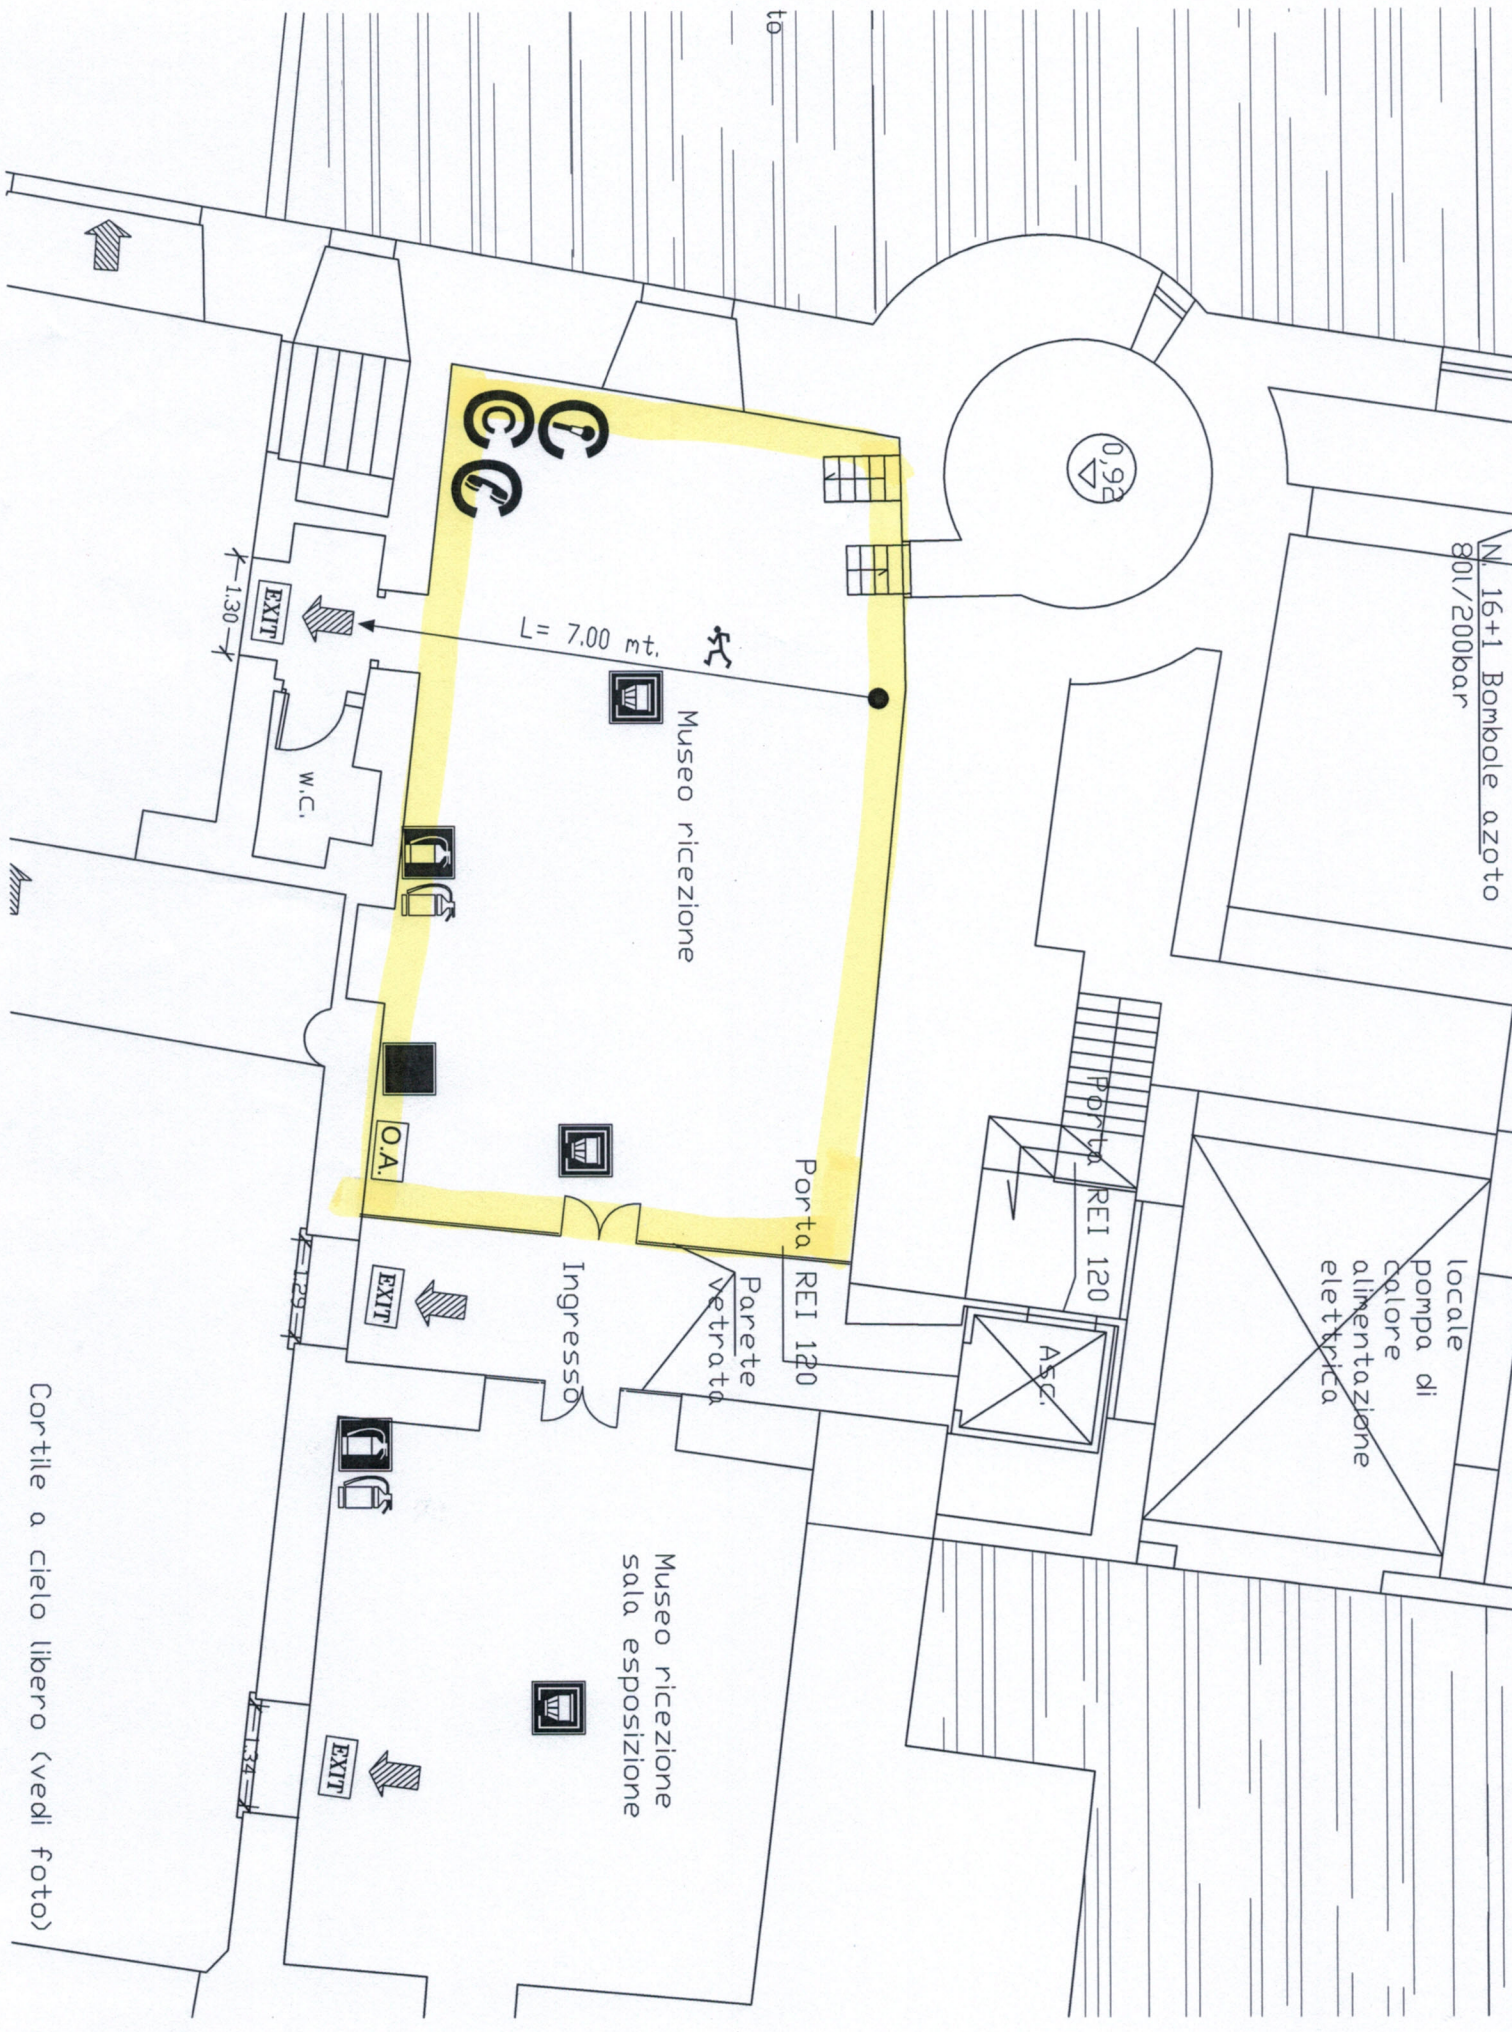 to
N. 16+1 Bombole azoto
80l/200bar
0,92
1.30
EXIT
L= 7.00 mt.
Museo ricezione
w.C.
O.A.
Porta REI 120
Porta REI 120
locale
pompa di
calore
alimentazione
elettrica
Asc.
Parete
vetrata
Ingresso
EXIT
1.29
Museo ricezione
sala esposizione
EXIT
1.34
Cortile a cielo libero (vedi foto)